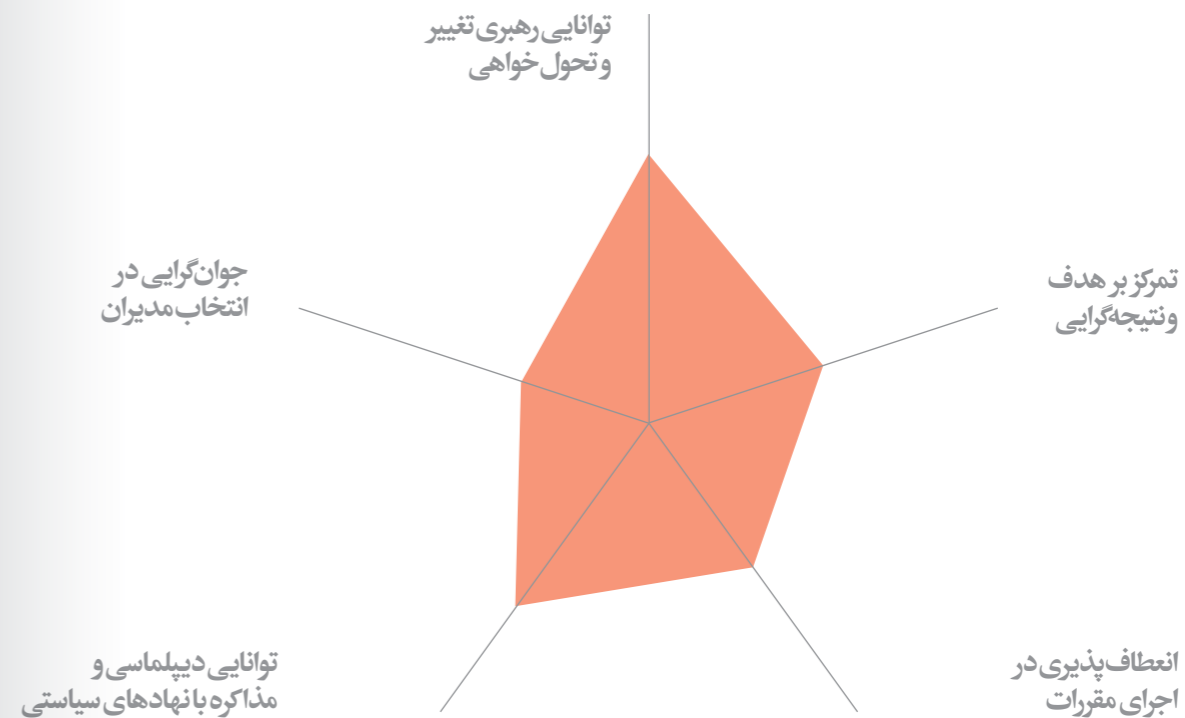 توانایی رهبری تغییر
و تحول‌خواهی
تمرکز بر هدف
و نتیجه‌گرایی
جوان‌گرایی در
انتخاب مدیران
انعطاف‌پذیری در
اجرای مقررات
توانایی دیپلماسی و
مذاکره با نهادهای سیاستی